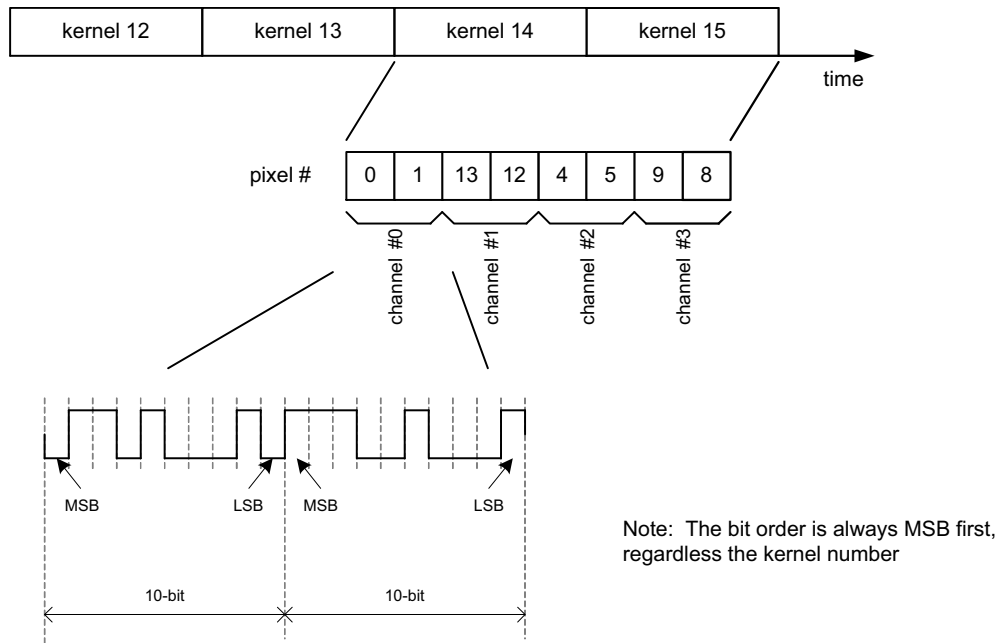 kernel 12 kernel 13 kernel 14 kernel 15
time
pixel # 0 1 13 12 4 5 9 8
channel #0 channel #1 channel #2 channel #3
MSB LSB MSB LSB
Note: The bit order is always MSB first,
regardless the kernel number
10-bit 10-bit